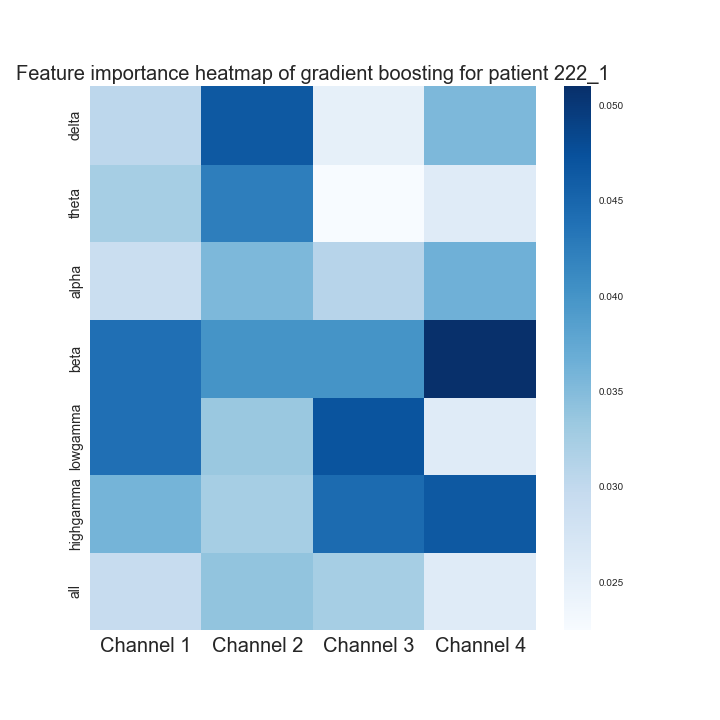 Feature importance heatmap of gradient boosting for patient 222_1
delta
theta
alpha
beta
lowgamma
highgamma
all
Channel 1 Channel 2 Channel 3 Channel 4
0.050
0.045
0.040
0.035
0.030
0.025